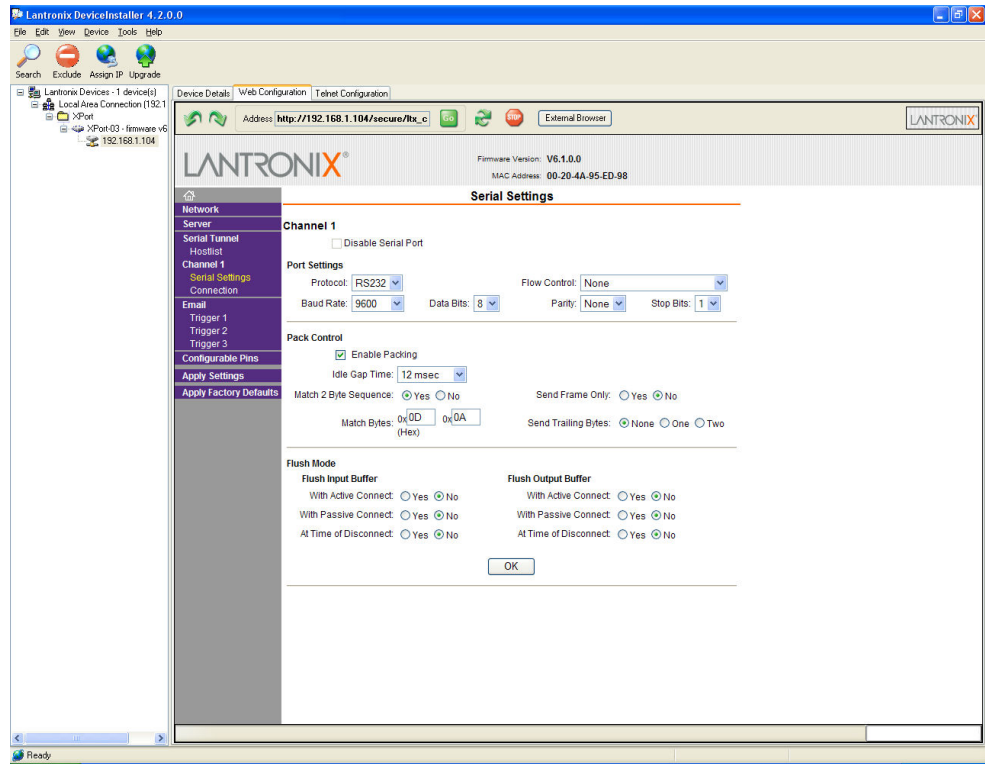 Lantronix DeviceInstaller 4.2.0.0
File Edit View Device Tools Help
Search Exclude Assign IP Upgrade
Lantronix Devices - 1 device(s)
Local Area Connection (192.1
XPort
XPort-03 - firmware v6
192.168.1.104
Device Details Web Configuration Telnet Configuration
Address http://192.168.1.104/secure/ltx_c Go STOP External Browser LANTRONIX
LANTRONIX®
Firmware Version: V6.1.0.0
MAC Address: 00-20-4A-95-ED-98
Network
Server
Serial Tunnel
Hostlist
Channel 1
Serial Settings
Connection
Email
Trigger 1
Trigger 2
Trigger 3
Configurable Pins
Apply Settings
Apply Factory Defaults
Serial Settings
Channel 1
Disable Serial Port
Port Settings
Protocol: RS232 Flow Control: None
Baud Rate: 9600 Data Bits: 8 Parity: None Stop Bits: 1
Pack Control
Enable Packing
Idle Gap Time: 12 msec
Match 2 Byte Sequence: Yes No Send Frame Only: Yes No
Match Bytes: 0x 0D 0x 0A Send Trailing Bytes: None One Two
(Hex)
Flush Mode
Flush Input Buffer Flush Output Buffer
With Active Connect: Yes No With Active Connect: Yes No
With Passive Connect: Yes No With Passive Connect: Yes No
At Time of Disconnect: Yes No At Time of Disconnect: Yes No
OK
Ready